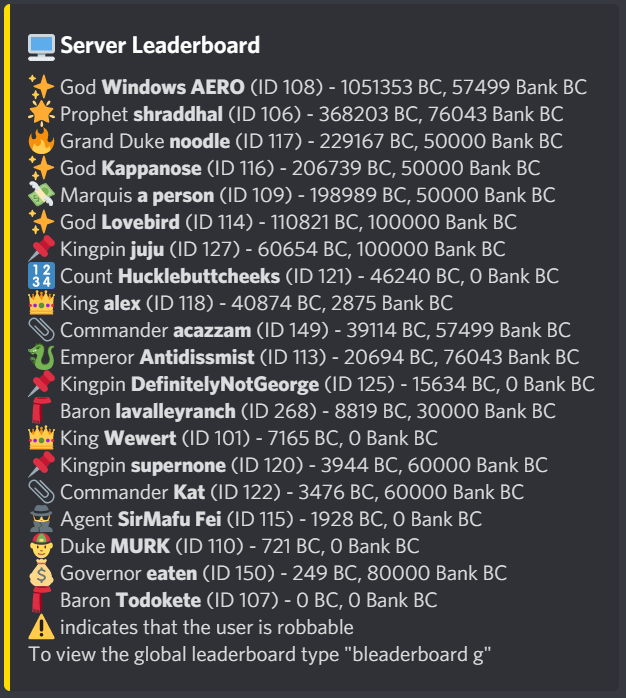 Server Leaderboard
God Windows AERO (ID 108) - 1051353 BC, 57499 Bank BC
Prophet shraddhal (ID 106) - 368203 BC, 76043 Bank BC
Grand Duke noodle (ID 117) - 229167 BC, 50000 Bank BC
God Kappanose (ID 116) - 206739 BC, 50000 Bank BC
Marquis a person (ID 109) - 198989 BC, 50000 Bank BC
God Lovebird (ID 114) - 110821 BC, 100000 Bank BC
Kingpin juju (ID 127) - 60654 BC, 100000 Bank BC
1234 Count Hucklebuttcheeks (ID 121) - 46240 BC, 0 Bank BC
King alex (ID 118) - 40874 BC, 2875 Bank BC
Commander acazzam (ID 149) - 39114 BC, 57499 Bank BC
Emperor Antidissmist (ID 113) - 20694 BC, 76043 Bank BC
Kingpin DefinitelyNotGeorge (ID 125) - 15634 BC, 0 Bank BC
Baron lavalleyranch (ID 268) - 8819 BC, 30000 Bank BC
King Wewert (ID 101) - 7165 BC, 0 Bank BC
Kingpin supernone (ID 120) - 3944 BC, 60000 Bank BC
Commander Kat (ID 122) - 3476 BC, 60000 Bank BC
Agent SirMafu Fei (ID 115) - 1928 BC, 0 Bank BC
Duke MURK (ID 110) - 721 BC, 0 Bank BC
Governor eaten (ID 150) - 249 BC, 80000 Bank BC
Baron Todokete (ID 107) - 0 BC, 0 Bank BC
indicates that the user is robbable
To view the global leaderboard type "bleaderboard g"